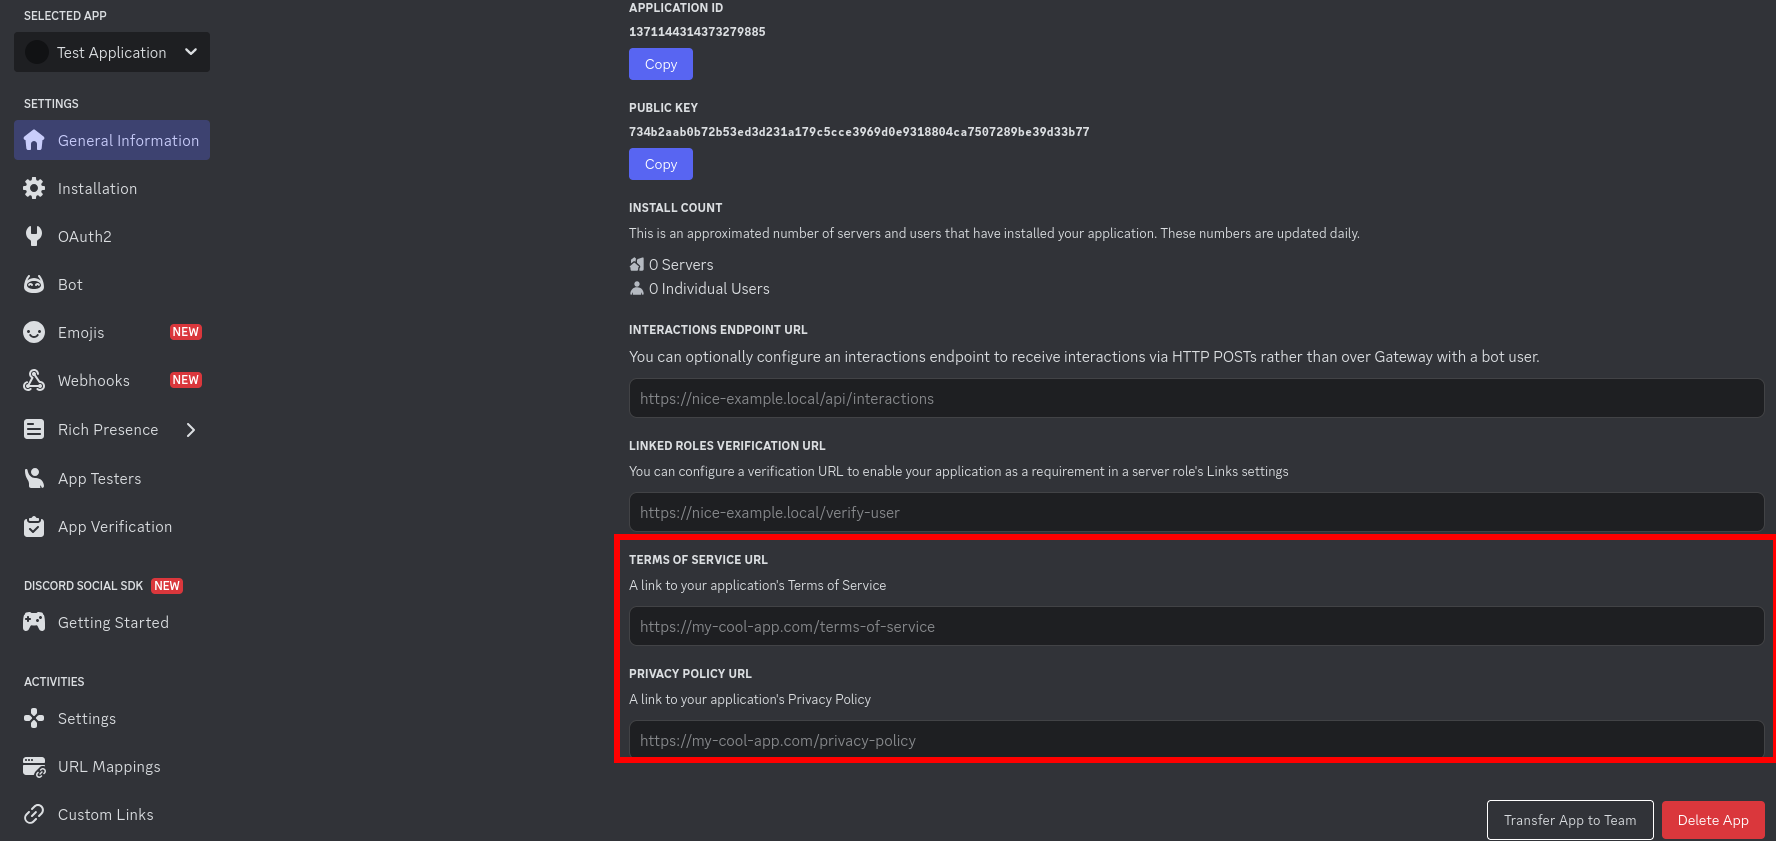 SELECTED APP
Test Application
SETTINGS
General Information
Installation
OAuth2
Bot
Emojis NEW
Webhooks NEW
Rich Presence
App Testers
App Verification
DISCORD SOCIAL SDK NEW
Getting Started
ACTIVITIES
Settings
URL Mappings
Custom Links
APPLICATION ID
1371144314373279885
Copy
PUBLIC KEY
734b2aab0b72b53ed3d231a179c5cce3969d0e9318804ca7507289be39d33b77
Copy
INSTALL COUNT
This is an approximated number of servers and users that have installed your application. These numbers are updated daily.
0 Servers
0 Individual Users
INTERACTIONS ENDPOINT URL
You can optionally configure an interactions endpoint to receive interactions via HTTP POSTs rather than over Gateway with a bot user.
https://nice-example.local/api/interactions
LINKED ROLES VERIFICATION URL
You can configure a verification URL to enable your application as a requirement in a server role's Links settings
https://nice-example.local/verify-user
TERMS OF SERVICE URL
A link to your application's Terms of Service
https://my-cool-app.com/terms-of-service
PRIVACY POLICY URL
A link to your application's Privacy Policy
https://my-cool-app.com/privacy-policy
Transfer App to Team
Delete App